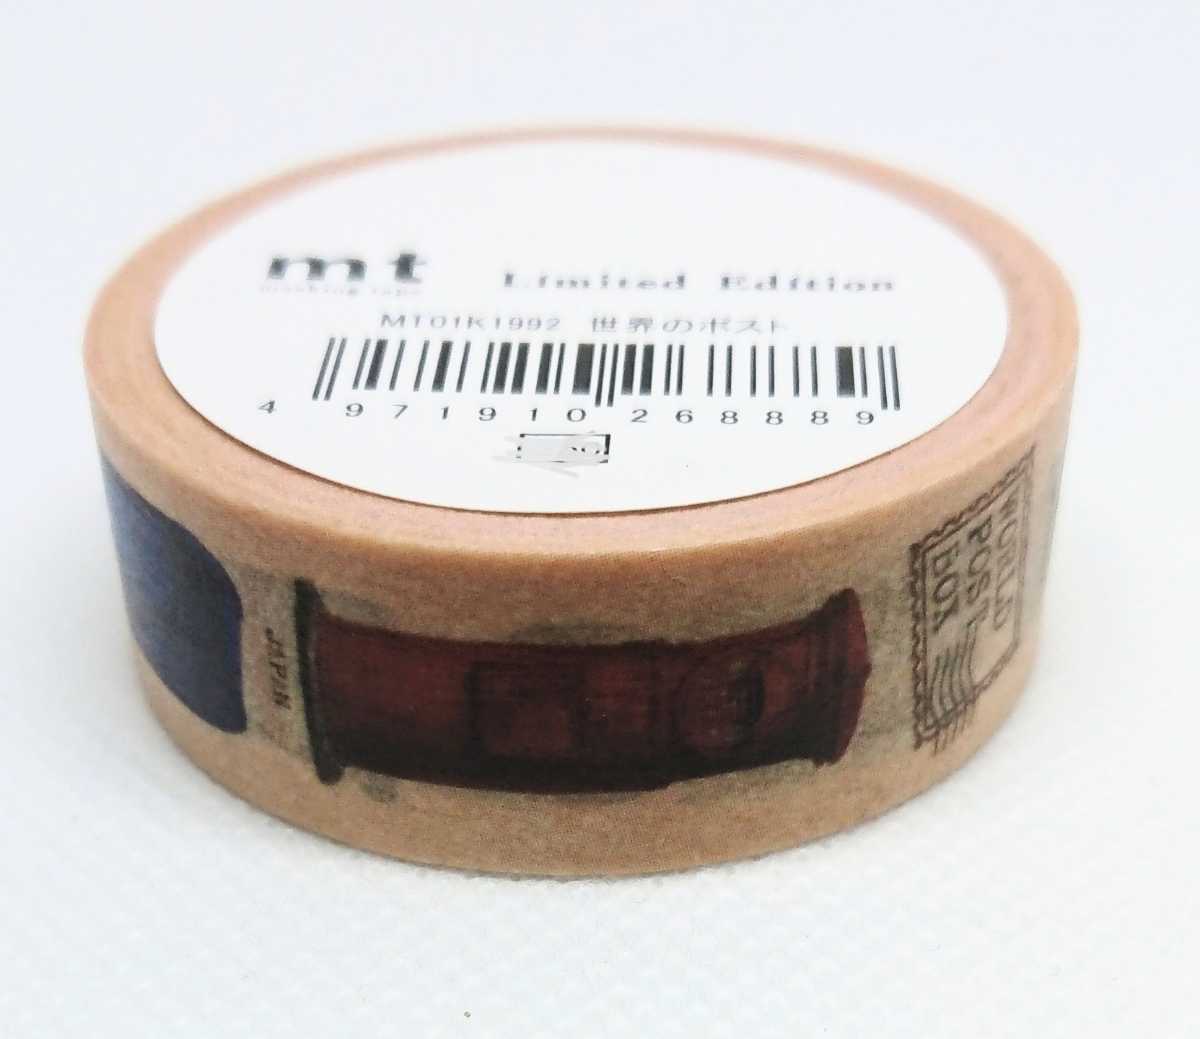 mt
masking tape
Limited Edition
MT01K1992 世界のポスト
4 971910 268889
JAPAN
WORLD
POST
BOX